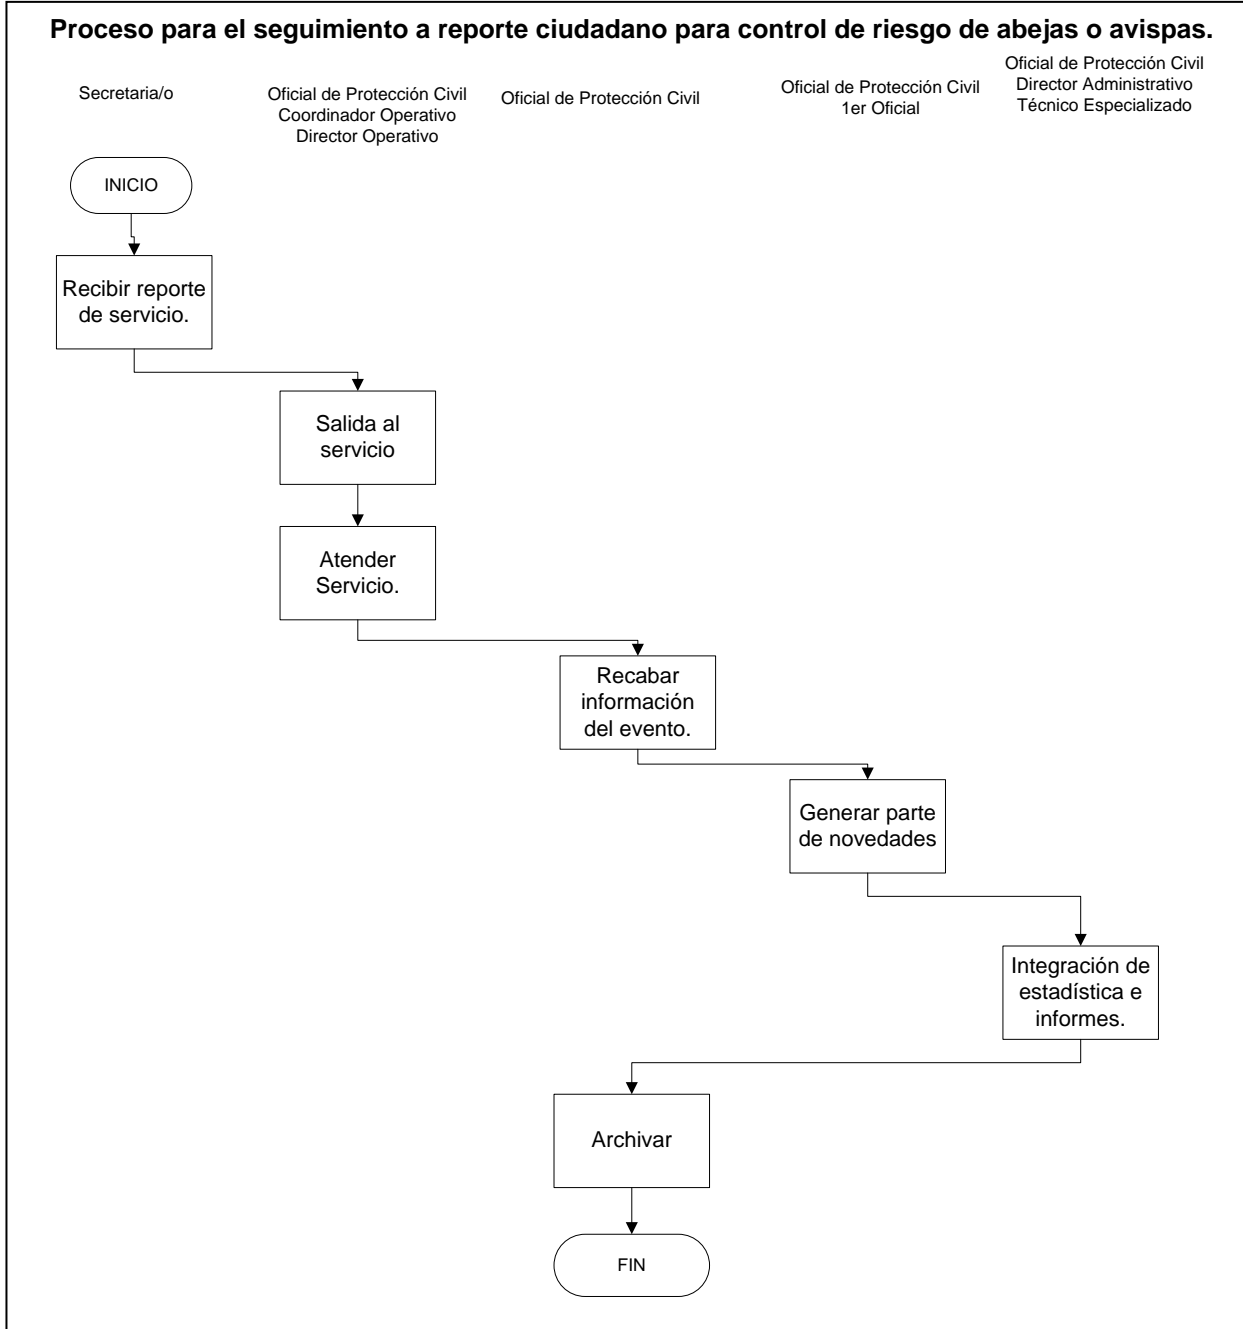 Proceso para el seguimiento a reporte ciudadano para control de riesgo de abejas o avispas.
Secretaria/o
Oficial de Protección Civil
Coordinador Operativo
Director Operativo
Oficial de Protección Civil
Oficial de Protección Civil
1er Oficial
Oficial de Protección Civil
Director Administrativo
Técnico Especializado
INICIO
Recibir reporte
de servicio.
Salida al
servicio
Atender
Servicio.
Recabar
información
del evento.
Generar parte
de novedades
Integración de
estadística e
informes.
Archivar
FIN